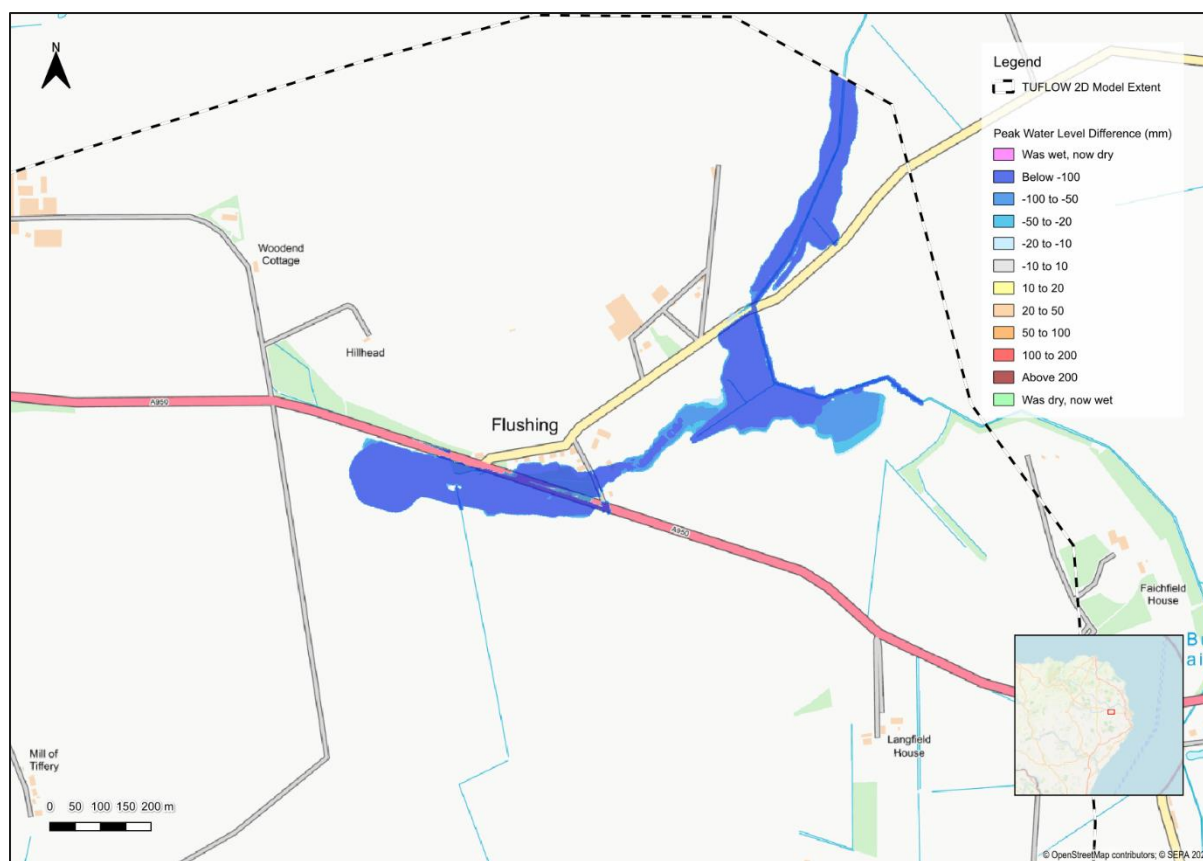 N
Legend
TUFLOW 2D Model Extent
Peak Water Level Difference (mm)
Was wet, now dry
Below -100
-100 to -50
-50 to -20
-20 to -10
-10 to 10
10 to 20
20 to 50
50 to 100
100 to 200
Above 200
Was dry, now wet
Woodend
Cottage
Hillhead
A950
Flushing
A950
Faichfield
House
Bu
ai
Langfield
House
Mill of
Tiffery
0 50 100 150 200 m
© OpenStreetMap contributors; © SEPA 202